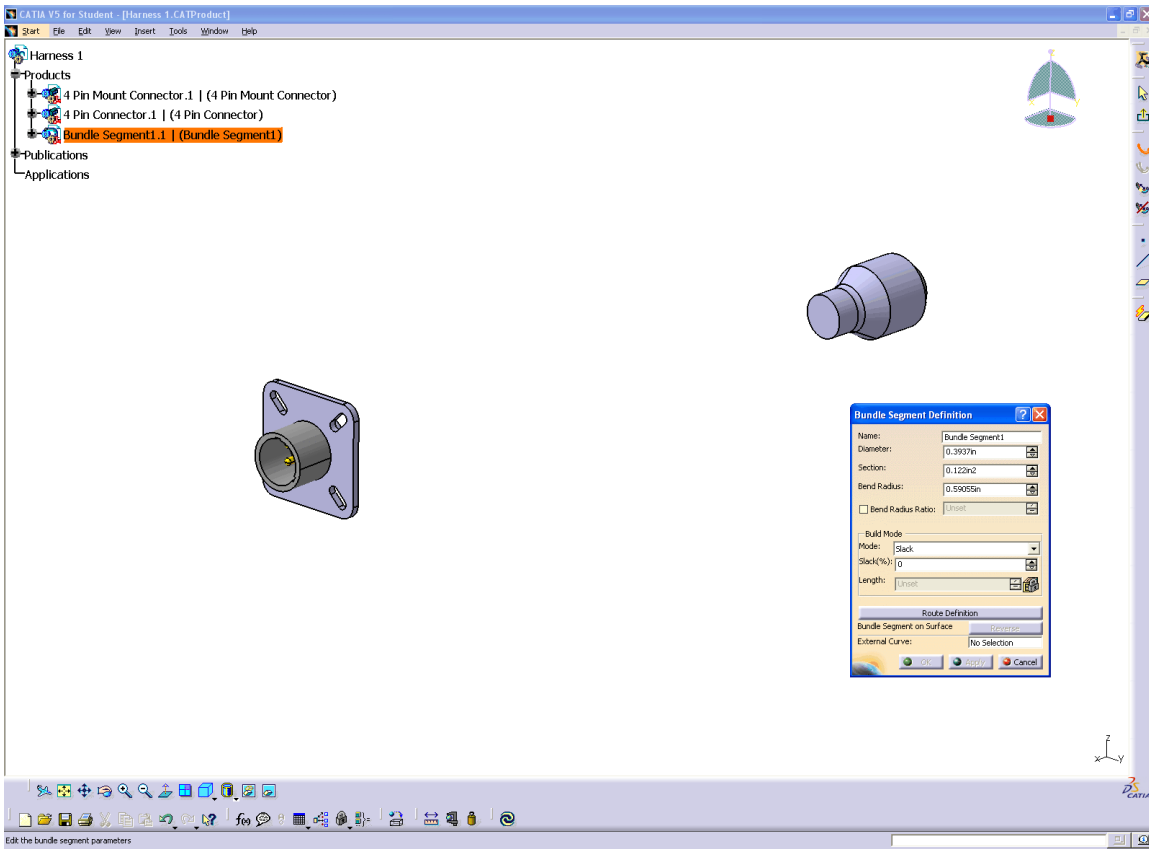 CATIA V5 for Student - [Harness 1.CATProduct]
Start File Edit View Insert Tools Window Help
Harness 1
Products
4 Pin Mount Connector.1 | (4 Pin Mount Connector)
4 Pin Connector.1 | (4 Pin Connector)
Bundle Segment1.1 | (Bundle Segment1)
Publications
Applications
Bundle Segment Definition
Name: Bundle Segment1
Diameter: 0.3937in
Section: 0.122in2
Bend Radius: 0.59055in
Bend Radius Ratio: Unset
Build Mode
Mode: Slack
Slack(%): 0
Length: Unset
Route Definition
Bundle Segment on Surface Reverse
External Curve: No Selection
OK Apply Cancel
z
x y
CATIA
f(x)
Edit the bundle segment parameters